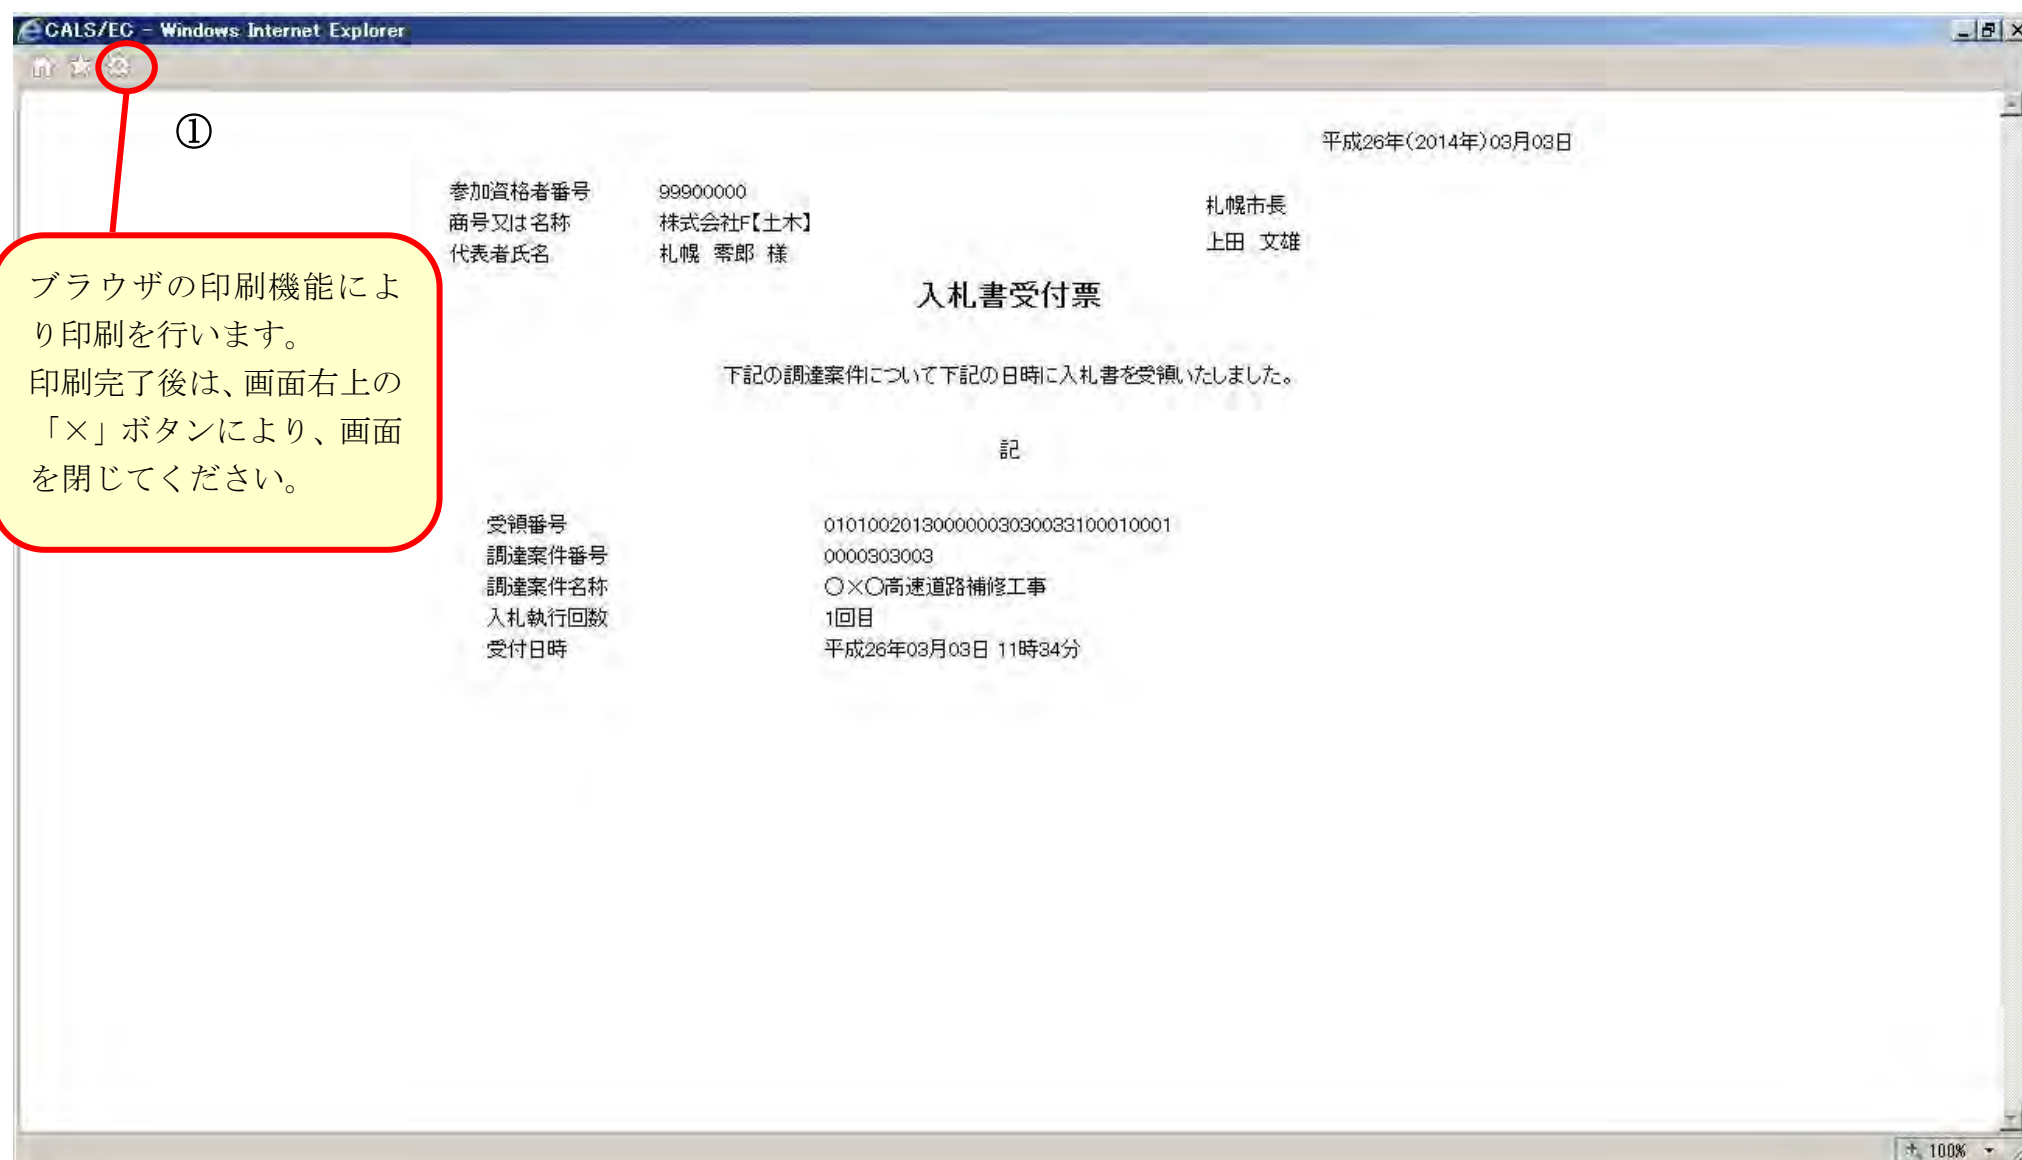 CALS/EC - Windows Internet Explorer
①
平成26年(2014年)03月03日
参加資格者番号 99900000
商号又は名称 株式会社F【土木】
代表者氏名 札幌 零郎 様
札幌市長
上田 文雄
ブラウザの印刷機能によ
り印刷を行います。
印刷完了後は、画面右上の
「×」ボタンにより、画面
を閉じてください。
入札書受付票
下記の調達案件について下記の日時に入札書を受領いたしました。
記
受領番号 01010020130000003030033100010001
調達案件番号 0000303003
調達案件名称 ○×○高速道路補修工事
入札執行回数 1回目
受付日時 平成26年03月03日 11時34分
100%